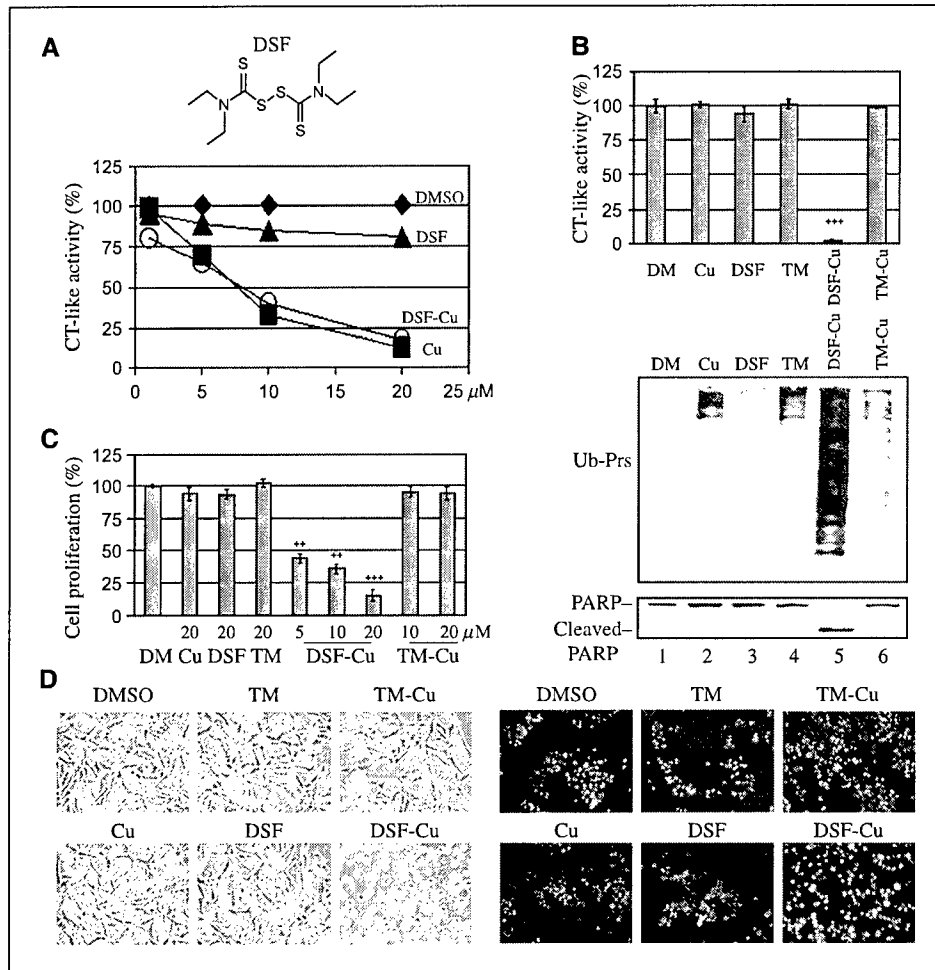 A
DSF
S
N
S
S
N
S
125
100
75
50
25
0
CT-like activity (%)
DMSO
DSF
DSF-Cu
Cu
0 5 10 15 20 25 μM
B
125
100
75
50
25
0
CT-like activity (%)
+++
DM Cu DSF TM DSF-Cu TM-Cu
DM Cu DSF TM DSF-Cu TM-Cu
Ub-Prs
PARP–
Cleaved–
PARP
1 2 3 4 5 6
C
125
100
75
50
25
0
Cell proliferation (%)
++ ++ +++
20 20 20 5 10 20 10 20 μM
DM Cu DSF TM DSF-Cu TM-Cu
D
DMSO TM TM-Cu DMSO TM TM-Cu
Cu DSF DSF-Cu Cu DSF DSF-Cu